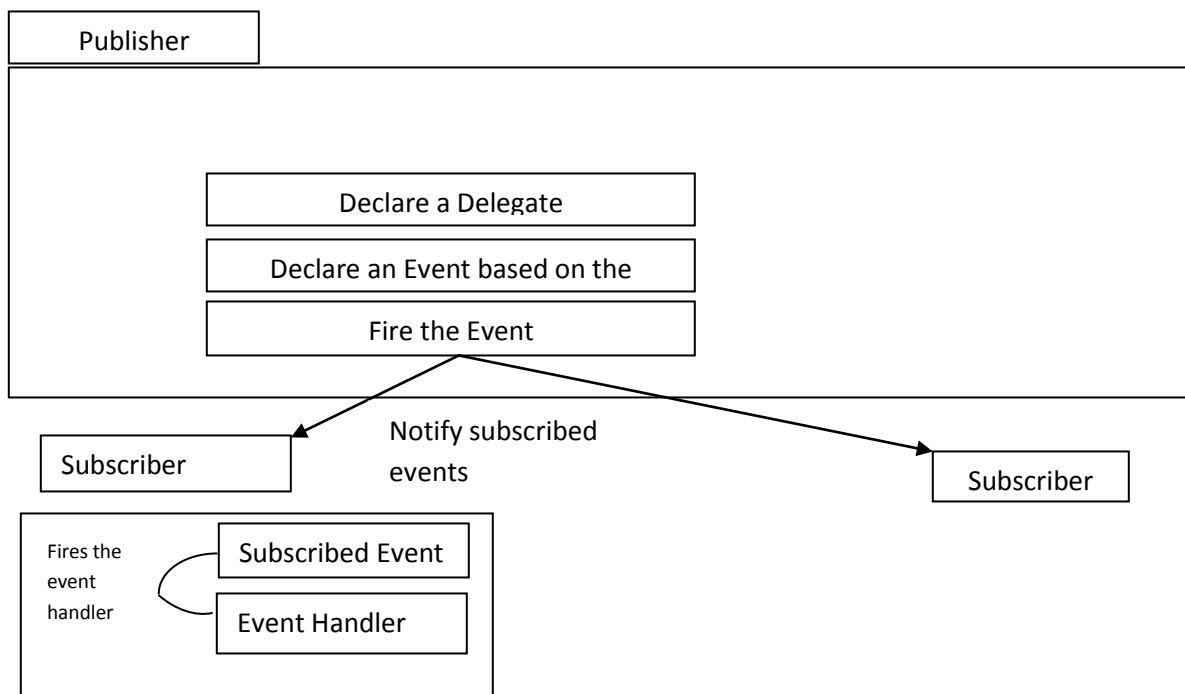 Publisher
Declare a Delegate
Declare an Event based on the
Fire the Event
Notify subscribed
events
Subscriber
Subscriber
Fires the
event
handler
Subscribed Event
Event Handler